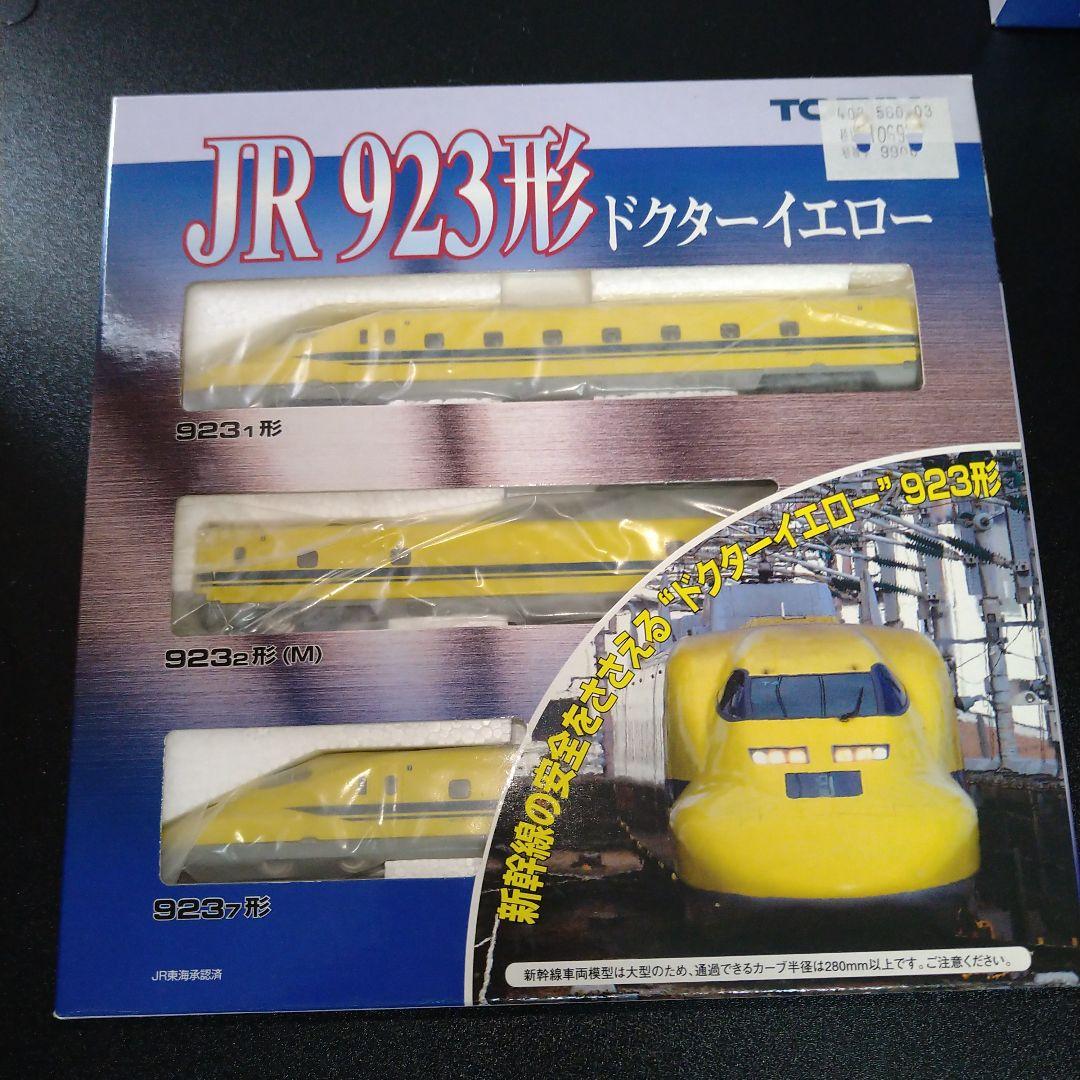 JR 923形 ドクターイエロー
923₁形
923₂形(M)
923₇形
新幹線の安全をささえる“ドクターイエロー”923形
JR東海承認済
新幹線車両模型は大型のため、通過できるカーブ半径は280mm以上です。ご注意ください。